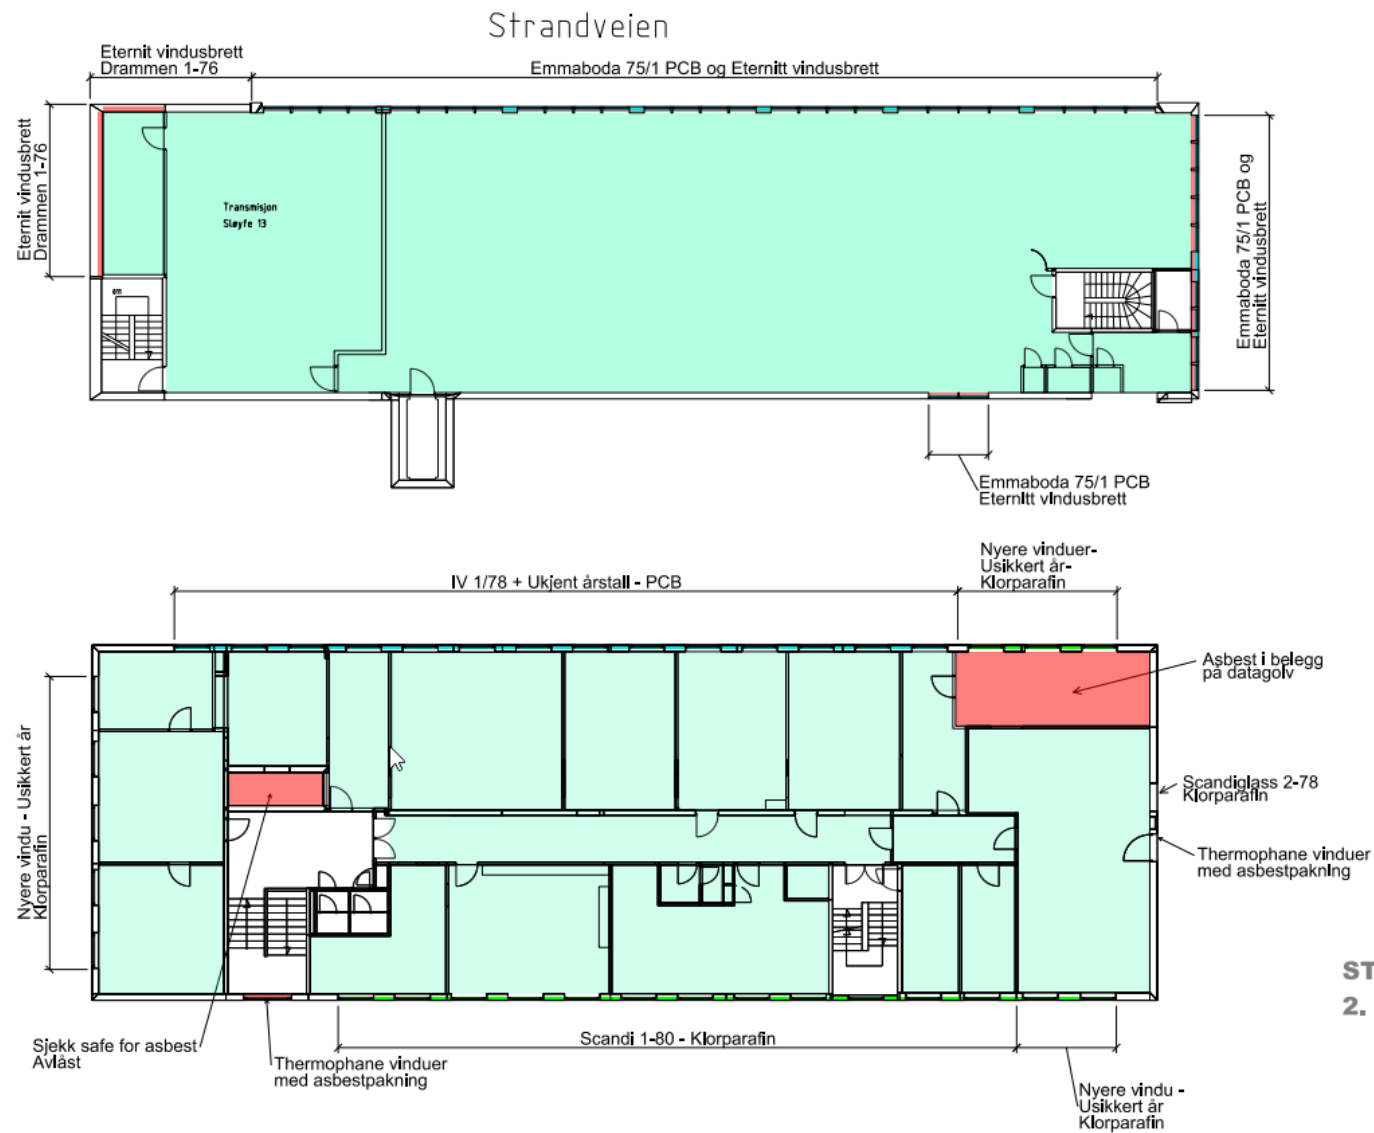 Strandveien
Eternit vindusbrett
Drammen 1-76
Emmaboda 75/1 PCB og Eternitt vindusbrett
Eternit vindusbrett
Drammen 1-76
Transmisjon
Sløyfe 13
Emmaboda 75/1 PCB og
Eternitt vindusbrett
om
Emmaboda 75/1 PCB
Eternitt vindusbrett
IV 1/78 + Ukjent årstall - PCB
Nyere vinduer-
Usikkert år-
Klorparafin
Asbest i belegg
på datagolv
Nyere vindu - Usikkert år
Klorparafin
Scandiglass 2-78
Klorparafin
Thermophane vinduer
med asbestpakning
ST
2.
Sjekk safe for asbest
Avlåst
Thermophane vinduer
med asbestpakning
Scandi 1-80 - Klorparafin
Nyere vindu -
Usikkert år
Klorparafin